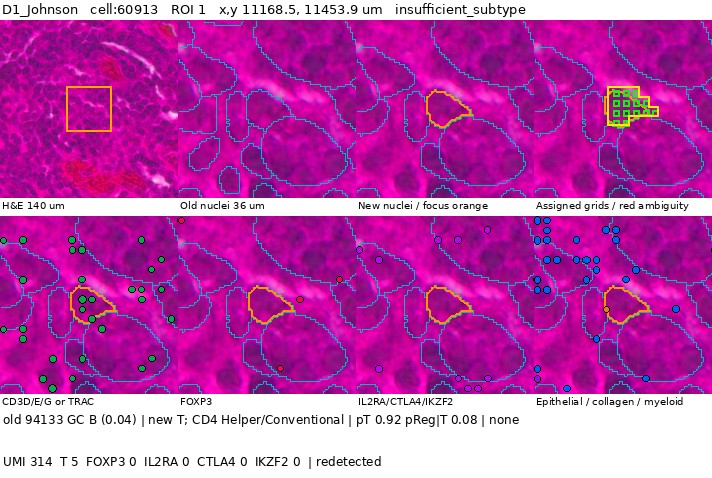 D1_Johnson   cell:60913   ROI 1   x,y 11168.5, 11453.9 um   insufficient_subtype
H&E 140 um
Old nuclei 36 um
New nuclei / focus orange
Assigned grids / red ambiguity
CD3D/E/G or TRAC
FOXP3
IL2RA/CTLA4/IKZF2
Epithelial / collagen / myeloid
old 94133 GC B (0.04) | new T; CD4 Helper/Conventional | pT 0.92 pReg|T 0.08 | none
UMI 314  T 5  FOXP3 0  IL2RA 0  CTLA4 0  IKZF2 0  | redetected